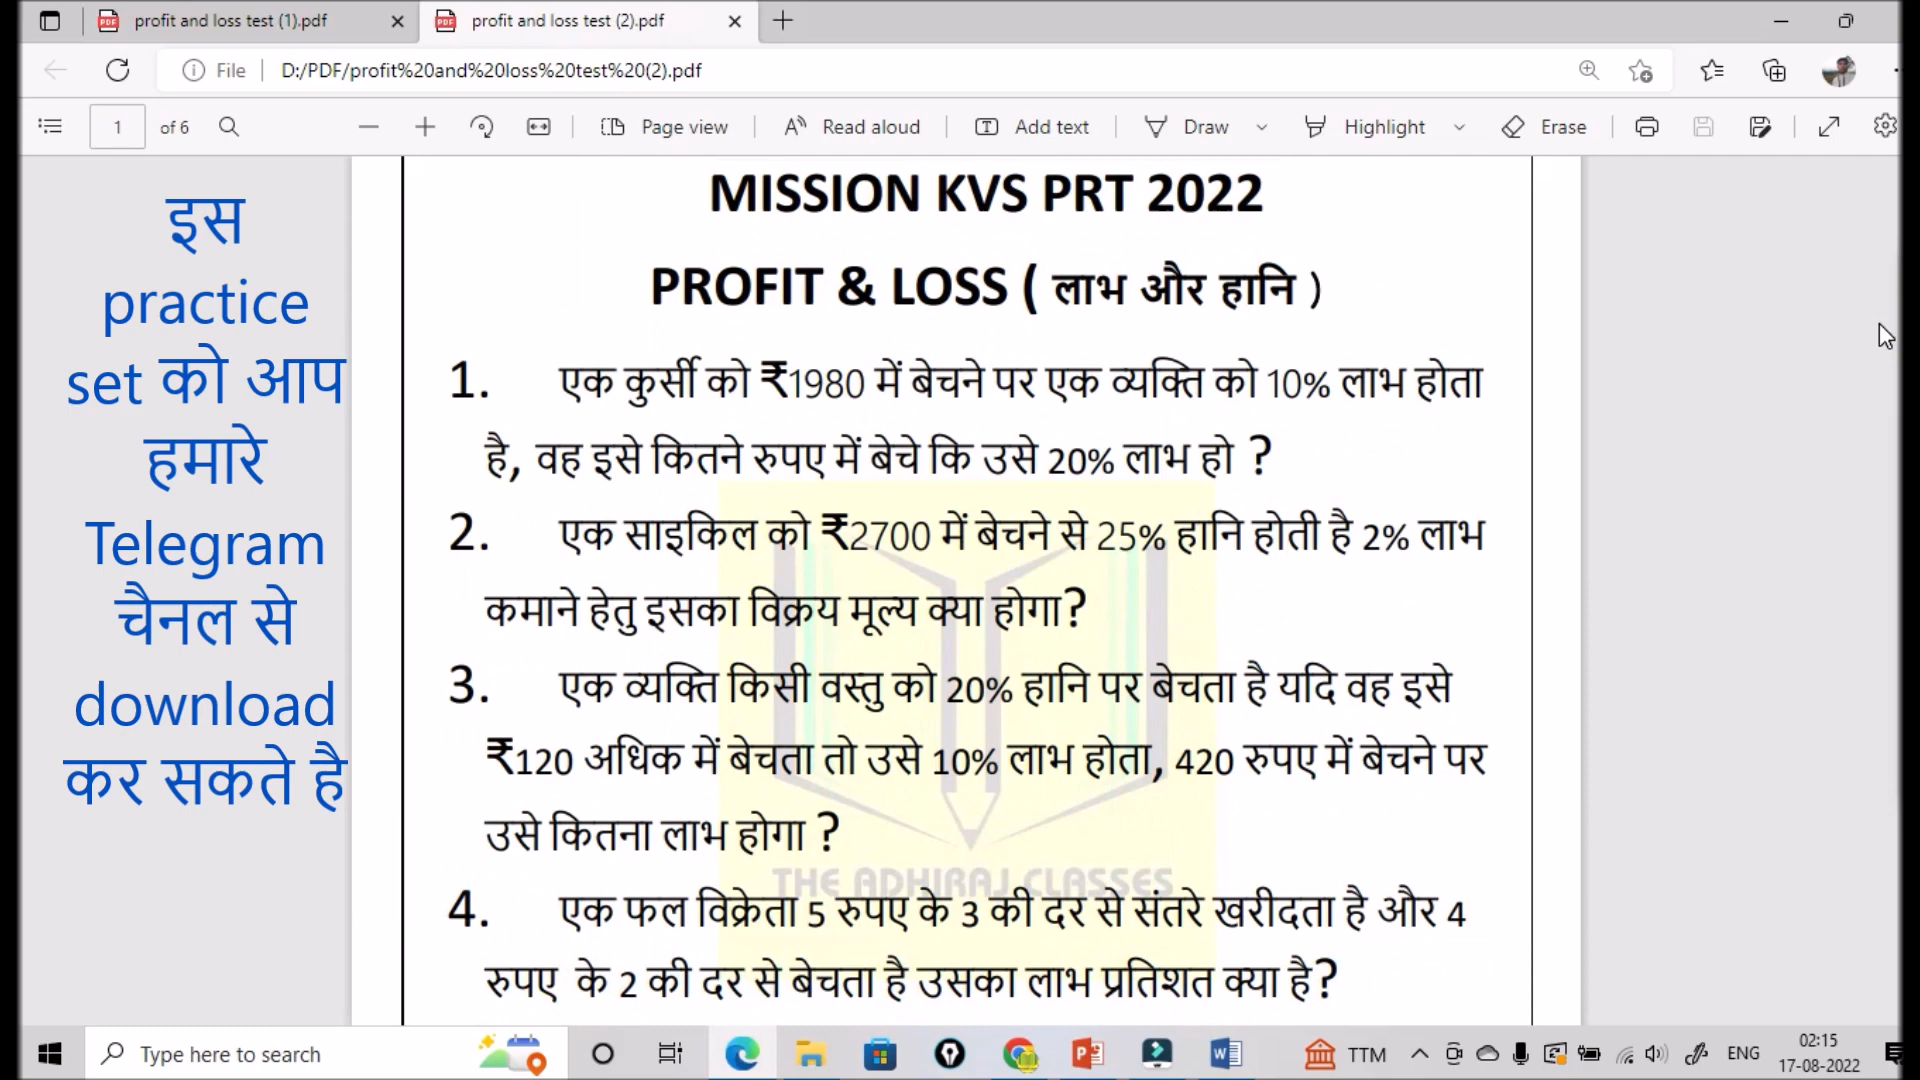 profit and loss test (1).pdf
profit and loss test (2).pdf
File
D:/PDF/profit%20and%20loss%20test%20(2).pdf
1
of 6
Page view
Read aloud
Add text
Draw
Highlight
Erase
इस
practice
set को आप
हमारे
Telegram
चैनल से
download
कर सकते है
MISSION KVS PRT 2022
PROFIT & LOSS ( लाभ और हानि )
1. एक कुर्सी को ₹1980 में बेचने पर एक व्यक्ति को 10% लाभ होता
है, वह इसे कितने रुपए में बेचे कि उसे 20% लाभ हो ?
2. एक साइकिल को ₹2700 में बेचने से 25% हानि होती है 2% लाभ
कमाने हेतु इसका विक्रय मूल्य क्या होगा?
3. एक व्यक्ति किसी वस्तु को 20% हानि पर बेचता है यदि वह इसे
₹120 अधिक में बेचता तो उसे 10% लाभ होता, 420 रुपए में बेचने पर
उसे कितना लाभ होगा ?
THE ADHIRAJ CLASSES
4. एक फल विक्रेता 5 रुपए के 3 की दर से संतरे खरीदता है और 4
रुपए के 2 की दर से बेचता है उसका लाभ प्रतिशत क्या है?
Type here to search
TTM
ENG
02:15
17-08-2022